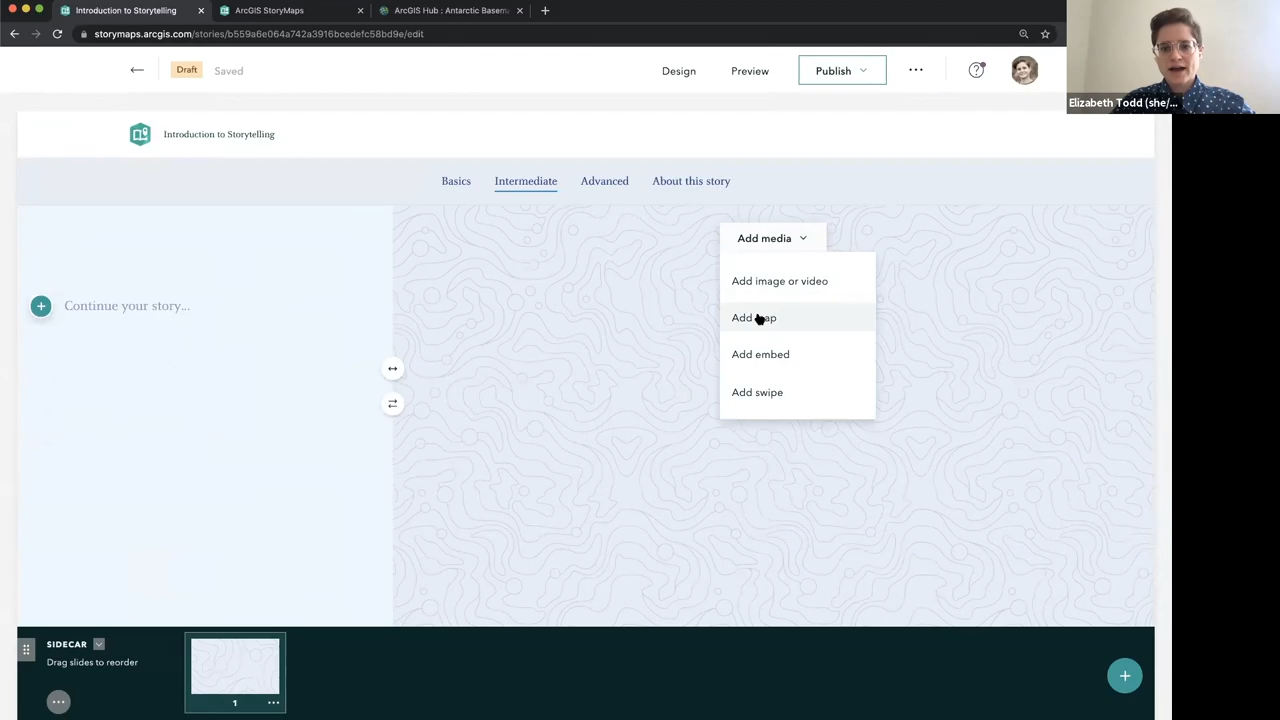 Introduction to Storytelling
ArcGIS StoryMaps
ArcGIS Hub : Antarctic Basem
storymaps.arcgis.com/stories/b559a6e064a742a3916bcedefc58bd9e/edit
Draft
Saved
Design
Preview
Publish
Elizabeth Todd (she/...
Introduction to Storytelling
Basics
Intermediate
Advanced
About this story
Add media
Add image or video
Continue your story...
Add map
Add embed
Add swipe
SIDECAR
Drag slides to reorder
1